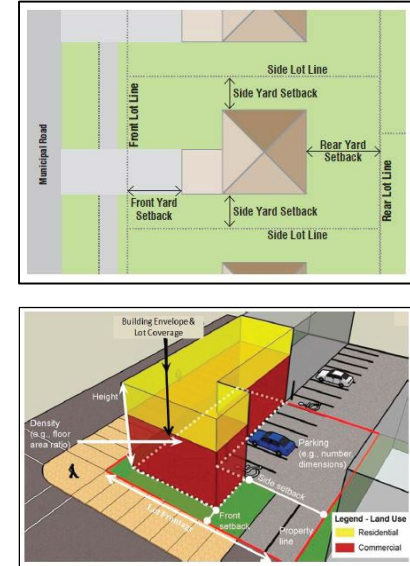 Side Lot Line
Side Yard Setback
Front Lot Line
Municipal Road
Rear Yard
Setback
Rear Lot Line
Front Yard
Setback
Side Yard Setback
Side Lot Line
Building Envelope &
Lot Coverage
Height
Density
(e.g., floor
area ratio)
Parking
(e.g., number,
dimensions)
Side setback
Lot Frontage
Front
setback
Property
line
Legend - Land Use
Residential
Commercial